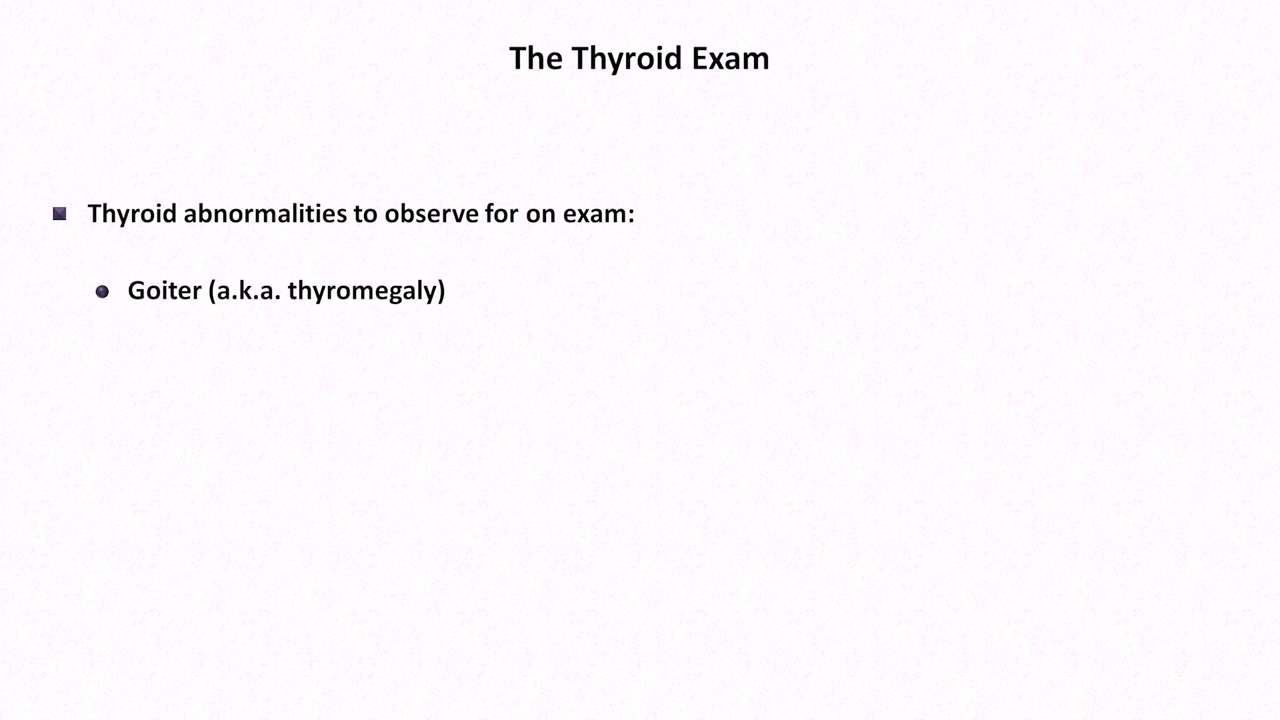 The Thyroid Exam
Thyroid abnormalities to observe for on exam:
Goiter (a.k.a. thyromegaly)